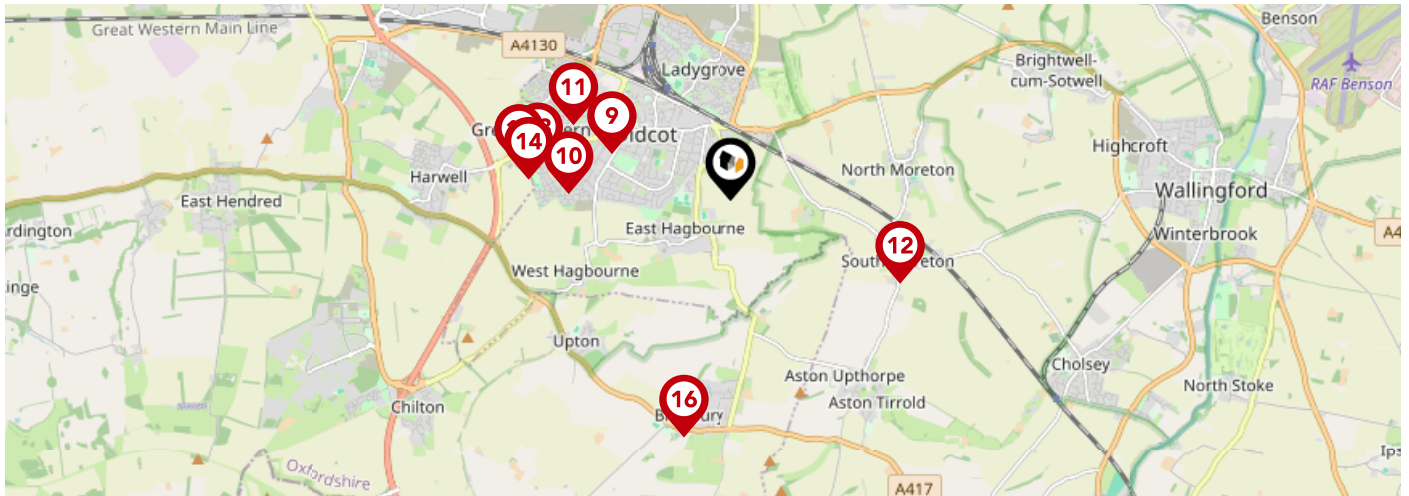 Great Western Main Line
Benson
A4130
Brightwell-
cum-Sotwell
Ladygrove
RAF Benson
11
9
14
10
Highcroft
North Moreton
Harwell
Wallingford
East Hendred
East Hagbourne
Winterbrook
12
West Hagbourne
Upton
Cholsey
Aston Upthorpe
North Stoke
16
Aston Tirrold
Chilton
Oxfordshire
A417